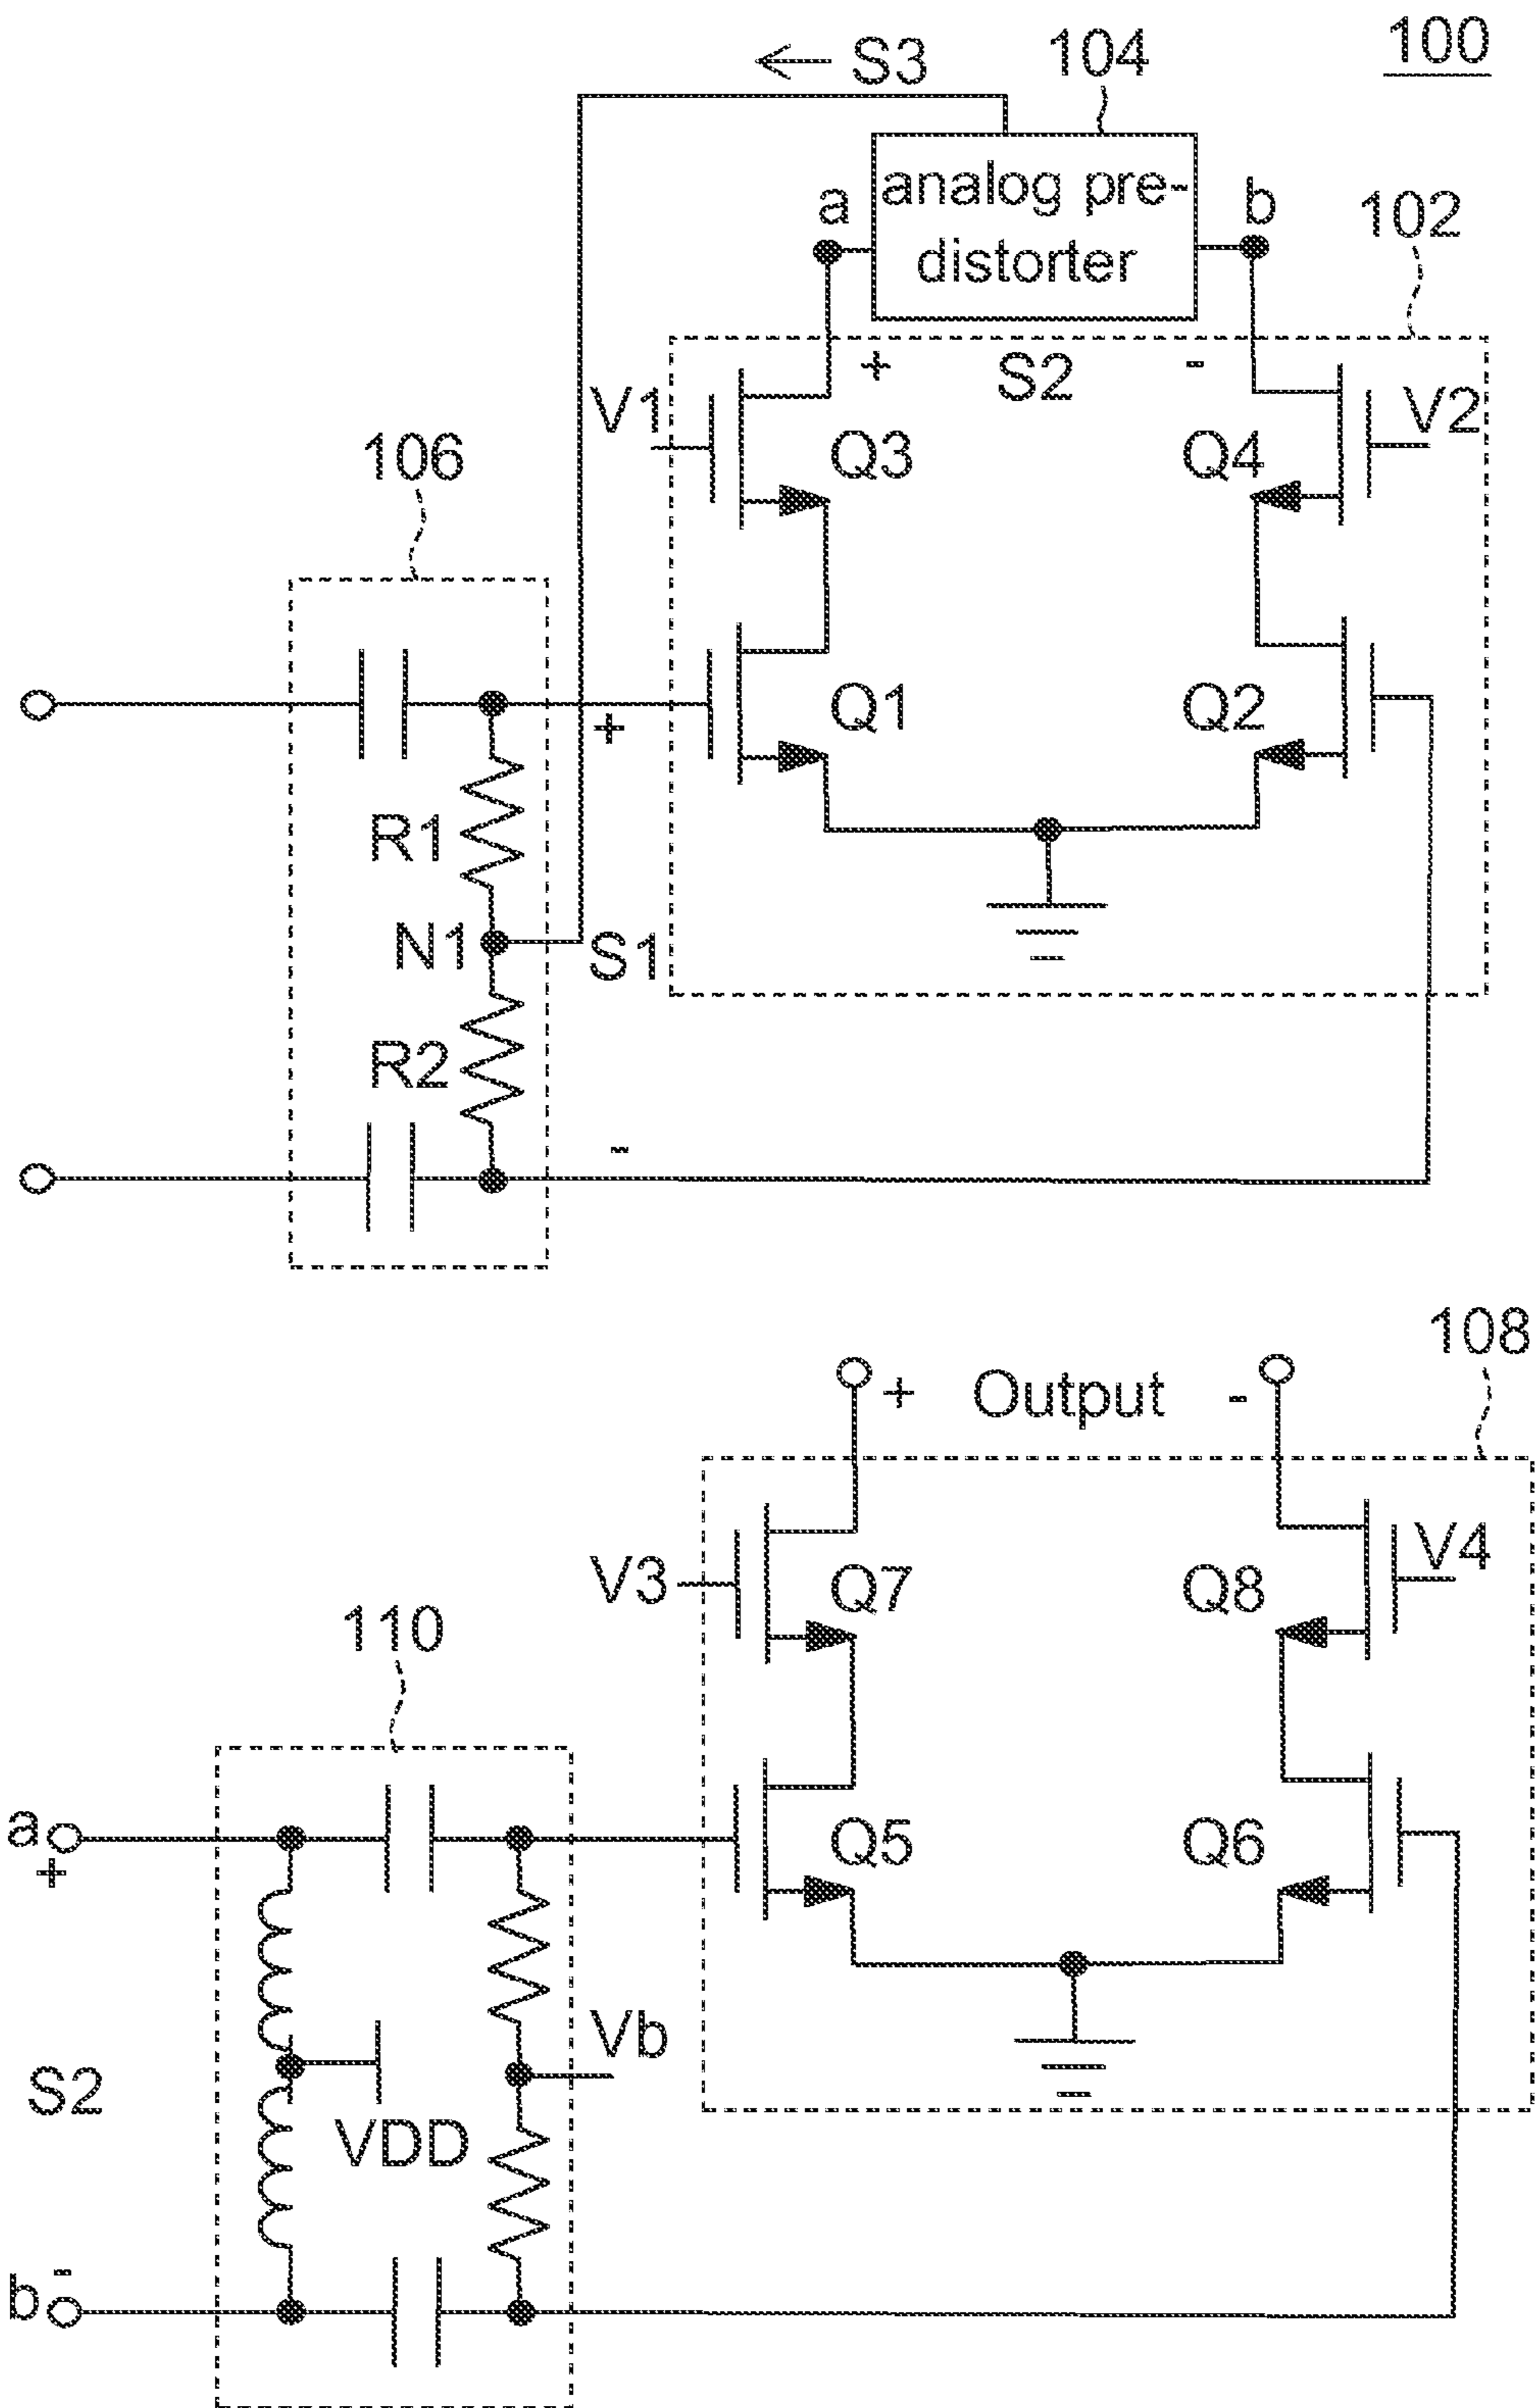 100
← S3
104
analog pre-
distorter
a
b
102
+ S2 -
V1
V2
Q3
Q4
106
+
Q1
Q2
R1
N1
S1
R2
-
108
+ Output -
V3
V4
Q7
Q8
110
a
+
Q5
Q6
Vb
S2
VDD
-
b